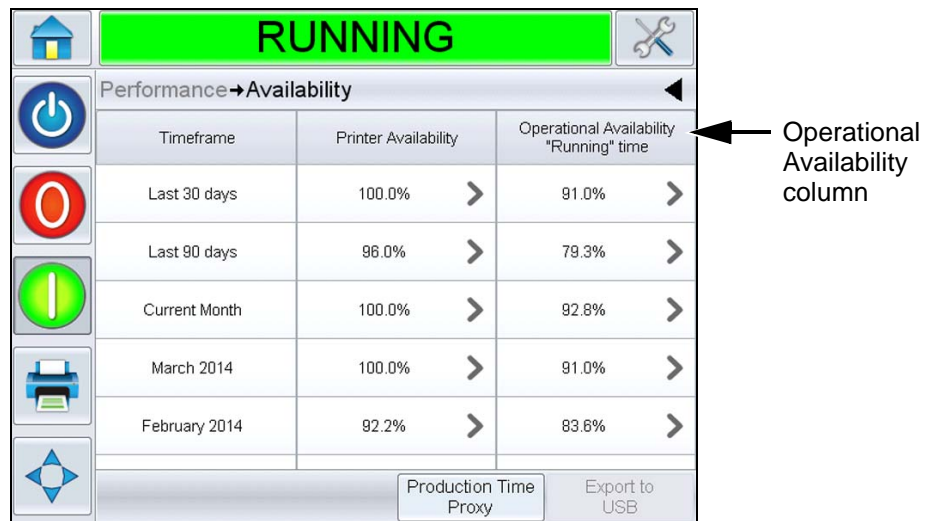 RUNNING
Performance→Availability
Timeframe
Printer Availability
Operational Availability
"Running" time
Last 30 days
100.0%
91.0%
Last 90 days
96.0%
79.3%
Current Month
100.0%
92.8%
March 2014
100.0%
91.0%
February 2014
92.2%
83.6%
Production Time
Proxy
Export to
USB
Operational
Availability
column